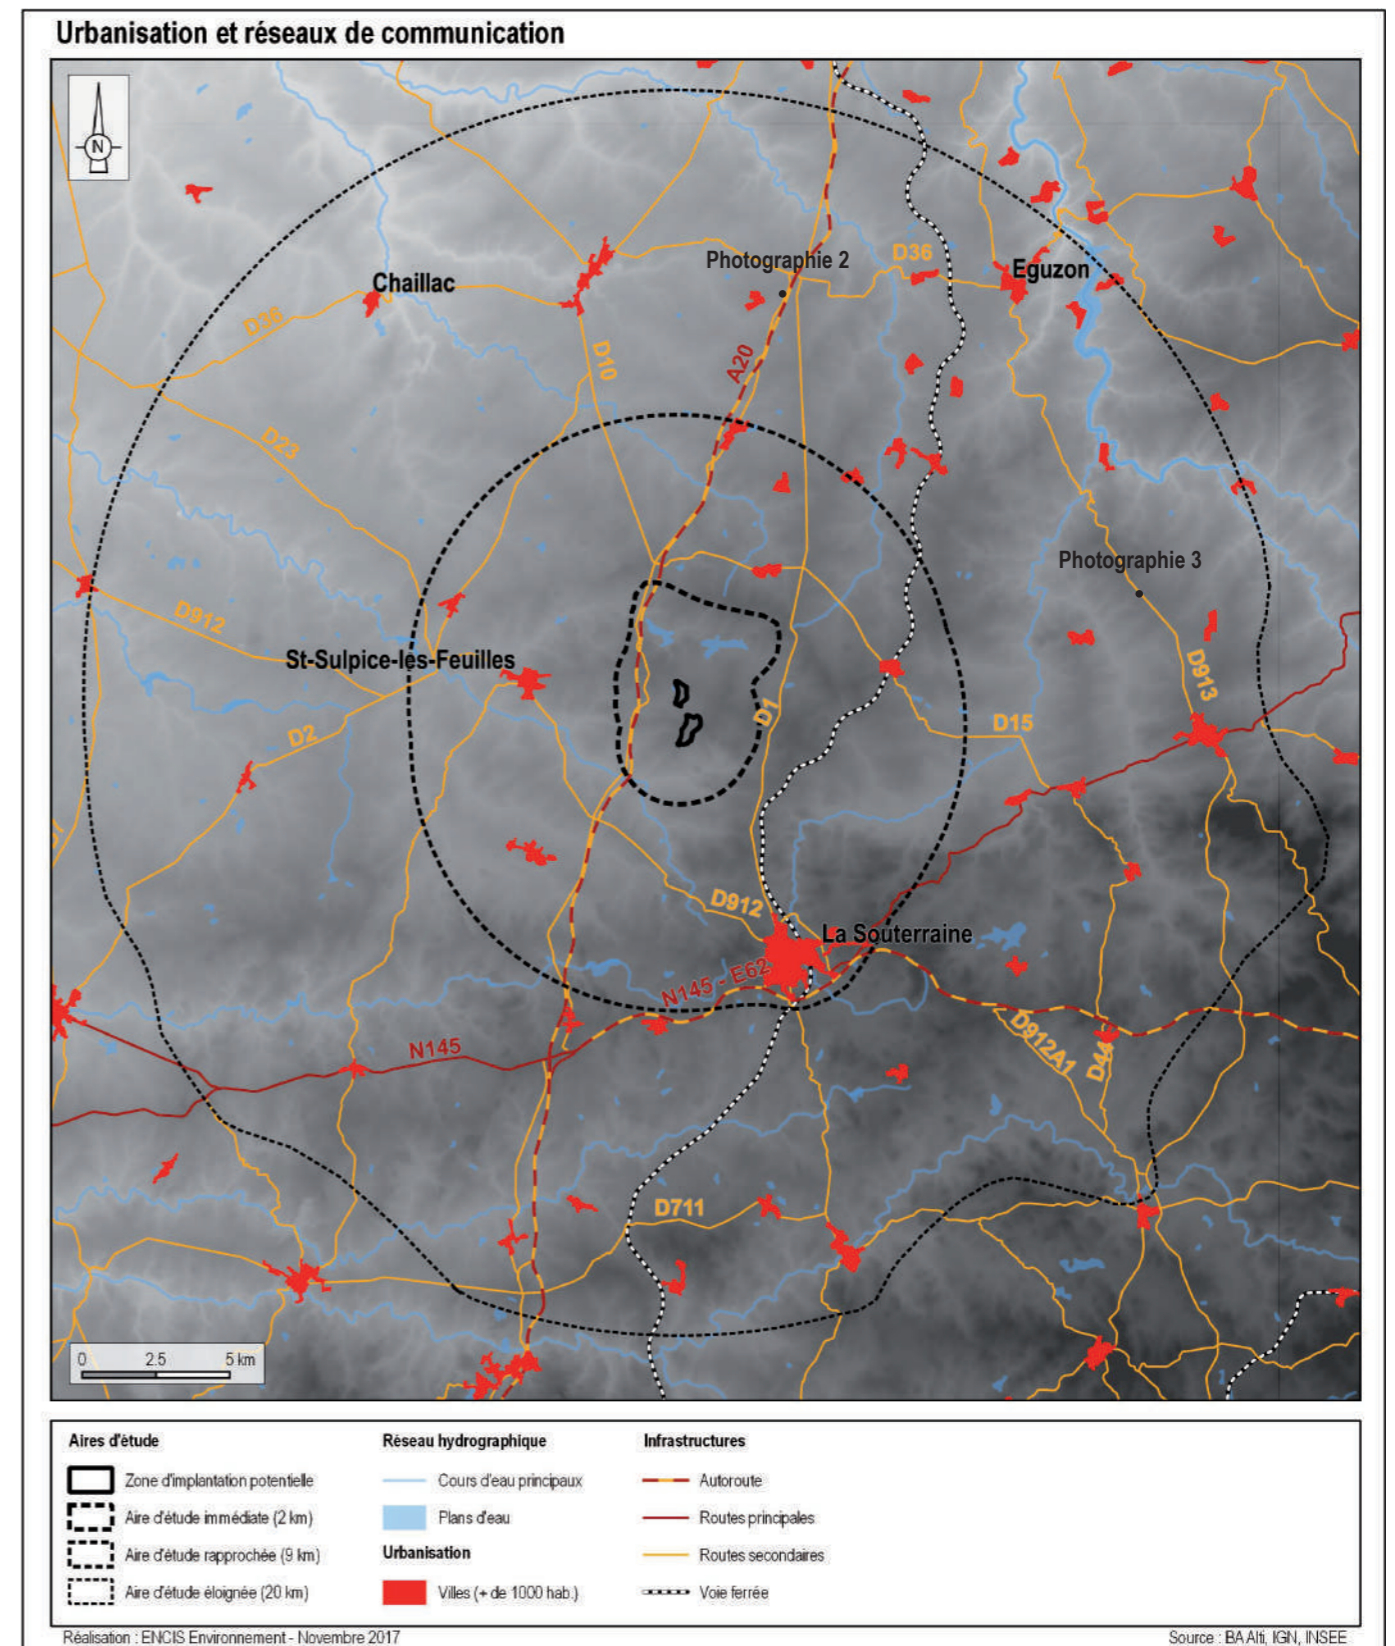 Urbanisation et réseaux de communication
N
Photographie 2
D36
Eguzon
Chaillac
D36
D10
A20
D23
Photographie 3
D912
St-Sulpice-les-Feuilles
D913
D1
D15
D2
D912
La Souterraine
N145 - E62
N145
D912A1
D44
D711
0 2.5 5 km
Aires d'étude
Zone d'implantation potentielle
Aire d'étude immédiate (2 km)
Aire d'étude rapprochée (9 km)
Aire d'étude éloignée (20 km)
Réseau hydrographique
Cours d'eau principaux
Plans d'eau
Urbanisation
Villes (+ de 1000 hab.)
Infrastructures
Autoroute
Routes principales
Routes secondaires
Voie ferrée
Réalisation : ENCIS Environnement - Novembre 2017
Source : BA Alti, IGN, INSEE